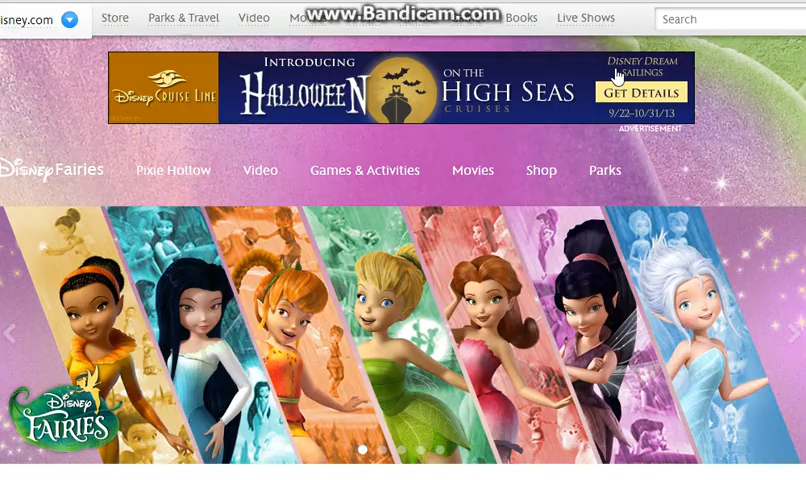 www.Bandicam.com
isney.com Store Parks & Travel Video Mo Books Live Shows Search
DISNEY CRUISE LINE
INTRODUCING
HALLOWEEN ON THE HIGH SEAS
CRUISES
DISNEY DREAM
SAILINGS
GET DETAILS
9/22–10/31/13
ADVERTISEMENT
Disney Fairies Pixie Hollow Video Games & Activities Movies Shop Parks
DISNEY
FAIRIES